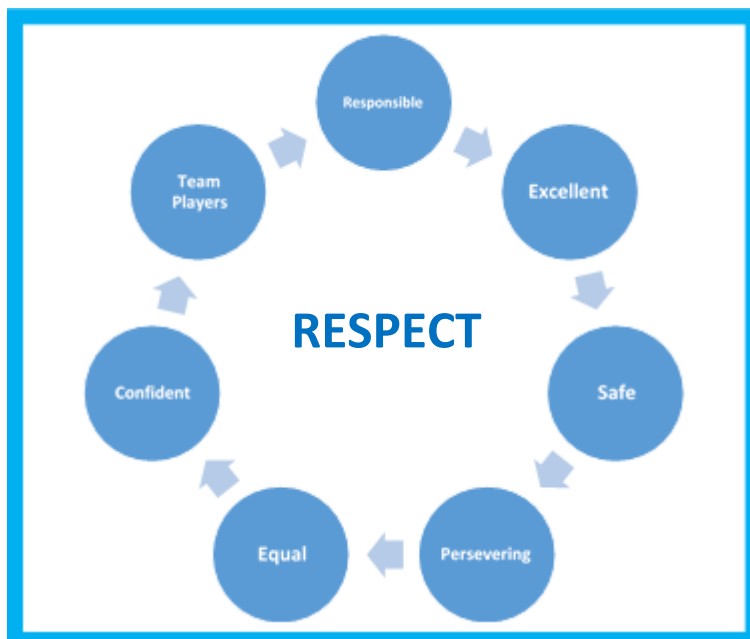 Responsible
Excellent
Safe
Persevering
Equal
Confident
Team
Players
RESPECT